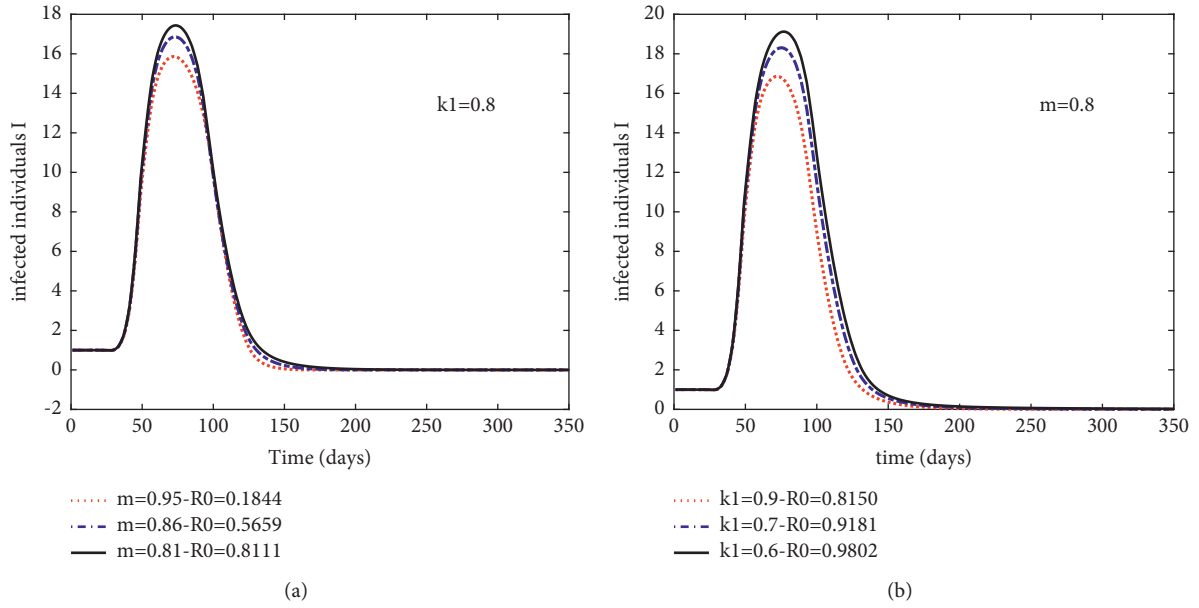 18
16
14
12
10
8
6
4
2
0
-2
infected individuals I
k1=0.8
0 50 100 150 200 250 300 350
Time (days)
m=0.95-R0=0.1844
m=0.86-R0=0.5659
m=0.81-R0=0.8111
(a)
20
18
16
14
12
10
8
6
4
2
0
infected individuals I
m=0.8
0 50 100 150 200 250 300 350
time (days)
k1=0.9-R0=0.8150
k1=0.7-R0=0.9181
k1=0.6-R0=0.9802
(b)